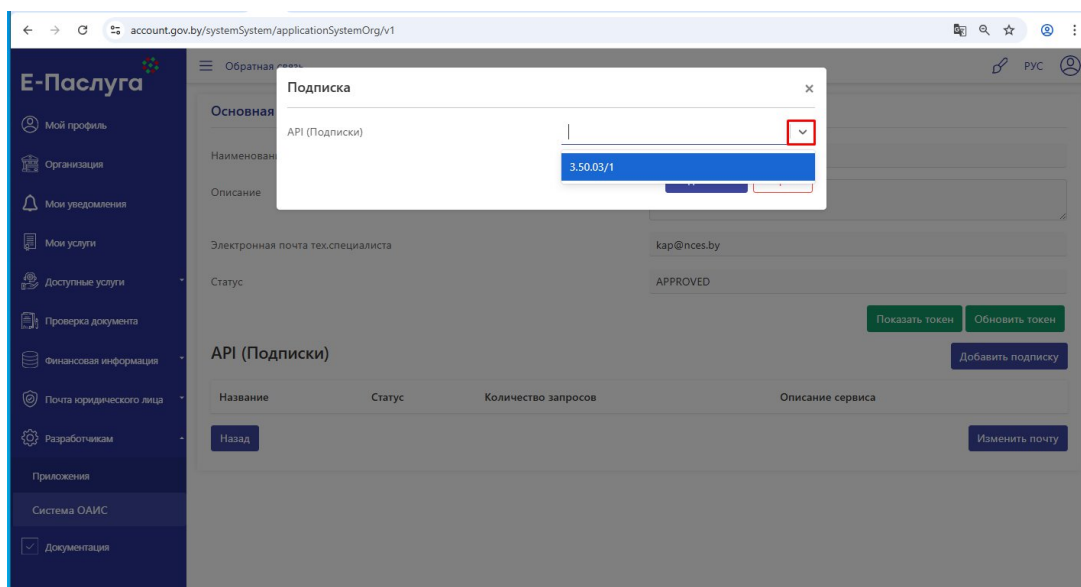 account.gov.by/systemSystem/applicationSystemOrg/v1
Е-Паслуга
Обратная связь
РУС
Мой профиль
Организация
Мои уведомления
Мои услуги
Доступные услуги
Проверка документа
Финансовая информация
Почта юридического лица
Разработчикам
Приложения
Система ОАИС
Документация
Подписка
×
API (Подписки)
3.50.03/1
Основная
Наименован
Описание
Электронная почта тех.специалиста
kap@nces.by
Статус
APPROVED
Показать токен
Обновить токен
API (Подписки)
Добавить подписку
Название Статус Количество запросов Описание сервиса
Назад
Изменить почту